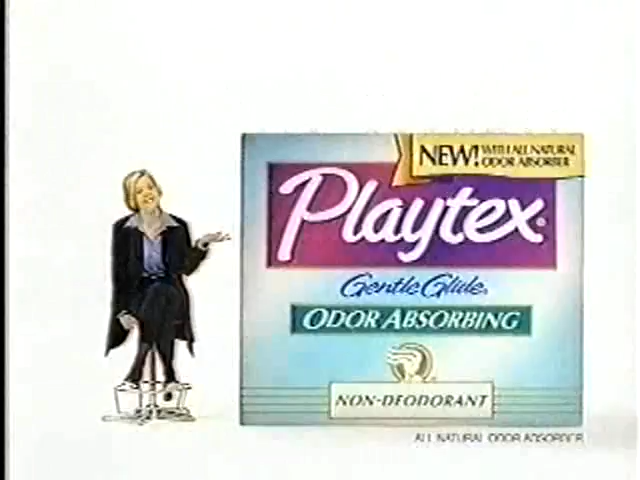 NEW! WITH ALL NATURAL
ODOR ABSORBER
Playtex®
Gentle Glide®
ODOR ABSORBING
NON-DEODORANT
ALL NATURAL ODOR ABSORBER